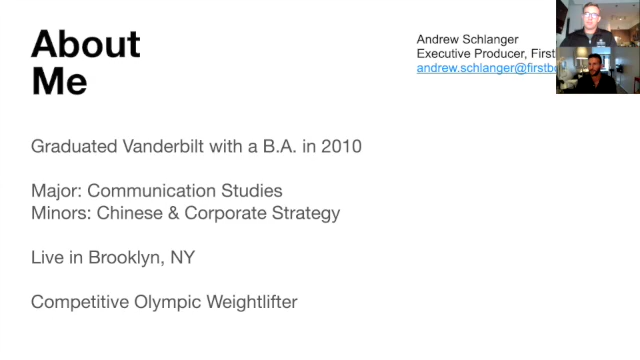 About
Me
Andrew Schlanger
Executive Producer, First
andrew.schlanger@firstb
Graduated Vanderbilt with a B.A. in 2010
Major: Communication Studies
Minors: Chinese & Corporate Strategy
Live in Brooklyn, NY
Competitive Olympic Weightlifter